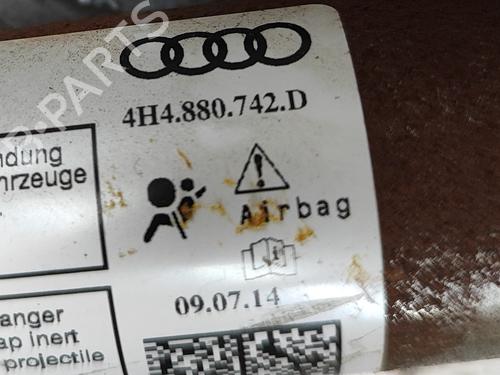 4H4.880.742.D
ndung
hrzeuge
Airbag
09.07.14
anger
ap inert
projectile
B-PARTS